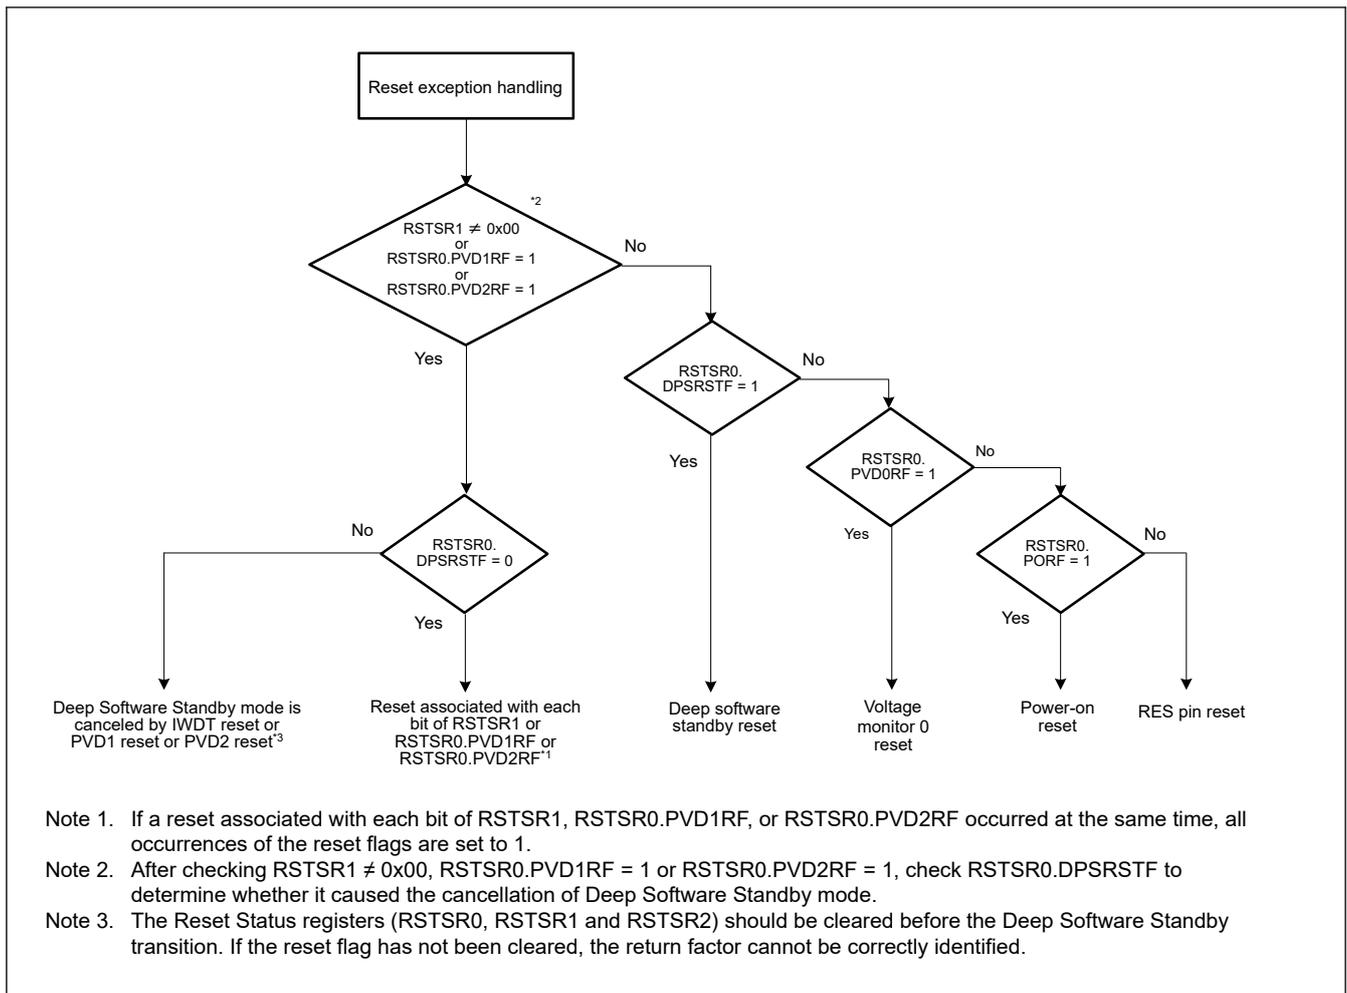 Reset exception handling
*2
RSTSR1 ≠ 0x00
or
RSTSR0.PVD1RF = 1
or
RSTSR0.PVD2RF = 1
No
Yes
RSTSR0.
DPSRSTF = 1
No
Yes
RSTSR0.
PVD0RF = 1
No
Yes
RSTSR0.
PORF = 1
No
Yes
RSTSR0.
DPSRSTF = 0
No
Yes
Deep Software Standby mode is
canceled by IWDT reset or
PVD1 reset or PVD2 reset*3
Reset associated with each
bit of RSTSR1 or
RSTSR0.PVD1RF or
RSTSR0.PVD2RF*1
Deep software
standby reset
Voltage
monitor 0
reset
Power-on
reset
RES pin reset
Note 1. If a reset associated with each bit of RSTSR1, RSTSR0.PVD1RF, or RSTSR0.PVD2RF occurred at the same time, all
occurrences of the reset flags are set to 1.
Note 2. After checking RSTSR1 ≠ 0x00, RSTSR0.PVD1RF = 1 or RSTSR0.PVD2RF = 1, check RSTSR0.DPSRSTF to
determine whether it caused the cancellation of Deep Software Standby mode.
Note 3. The Reset Status registers (RSTSR0, RSTSR1 and RSTSR2) should be cleared before the Deep Software Standby
transition. If the reset flag has not been cleared, the return factor cannot be correctly identified.